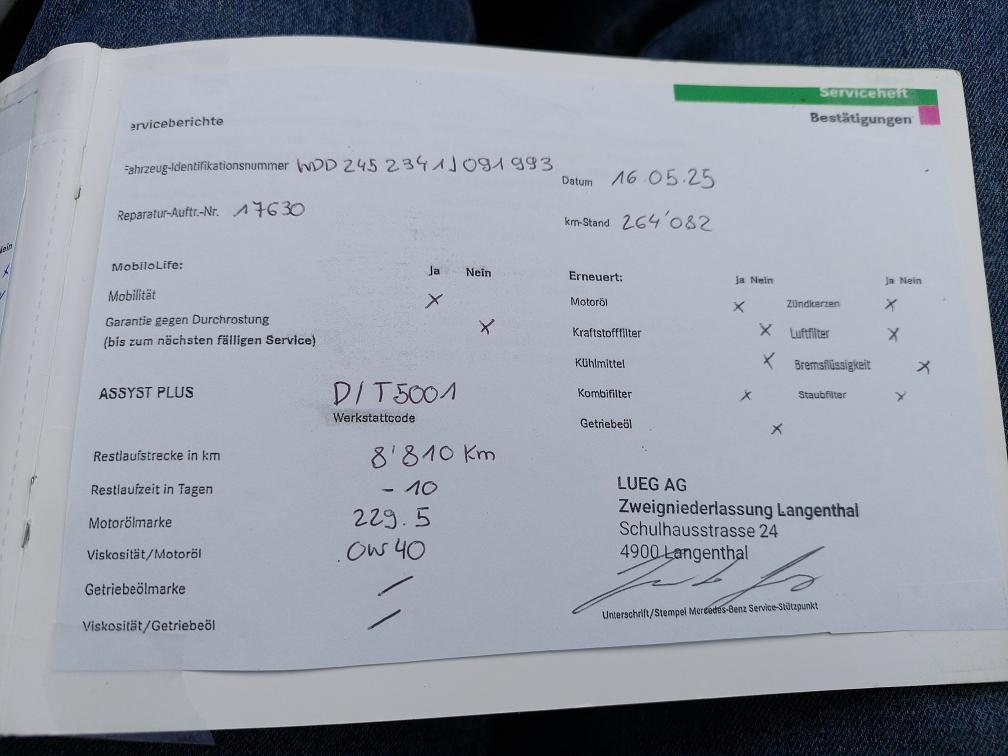 Serviceheft
Bestätigungen
erviceberichte
Fahrzeug-Identifikationsnummer WDD 245 234 1J 091 993
Datum 16.05.25
Reparatur-Auftr.-Nr. 17630
km-Stand 264'082
MobiloLife: Ja Nein
Mobilität X
Garantie gegen Durchrostung X
(bis zum nächsten fälligen Service)
ASSYST PLUS D/T5001
Werkstattcode
Restlaufstrecke in km 8'810 Km
Restlaufzeit in Tagen - 10
Motorölmarke 229.5
Viskosität/Motoröl 0W40
Getriebeölmarke /
Viskosität/Getriebeöl /
Erneuert: Ja Nein Ja Nein
Motoröl X Zündkerzen X
Kraftstofffilter X Luftfilter X
Kühlmittel X Bremsflüssigkeit X
Kombifilter X Staubfilter X
Getriebeöl X
LUEG AG
Zweigniederlassung Langenthal
Schulhausstrasse 24
4900 Langenthal
Unterschrift/Stempel Mercedes-Benz Service-Stützpunkt